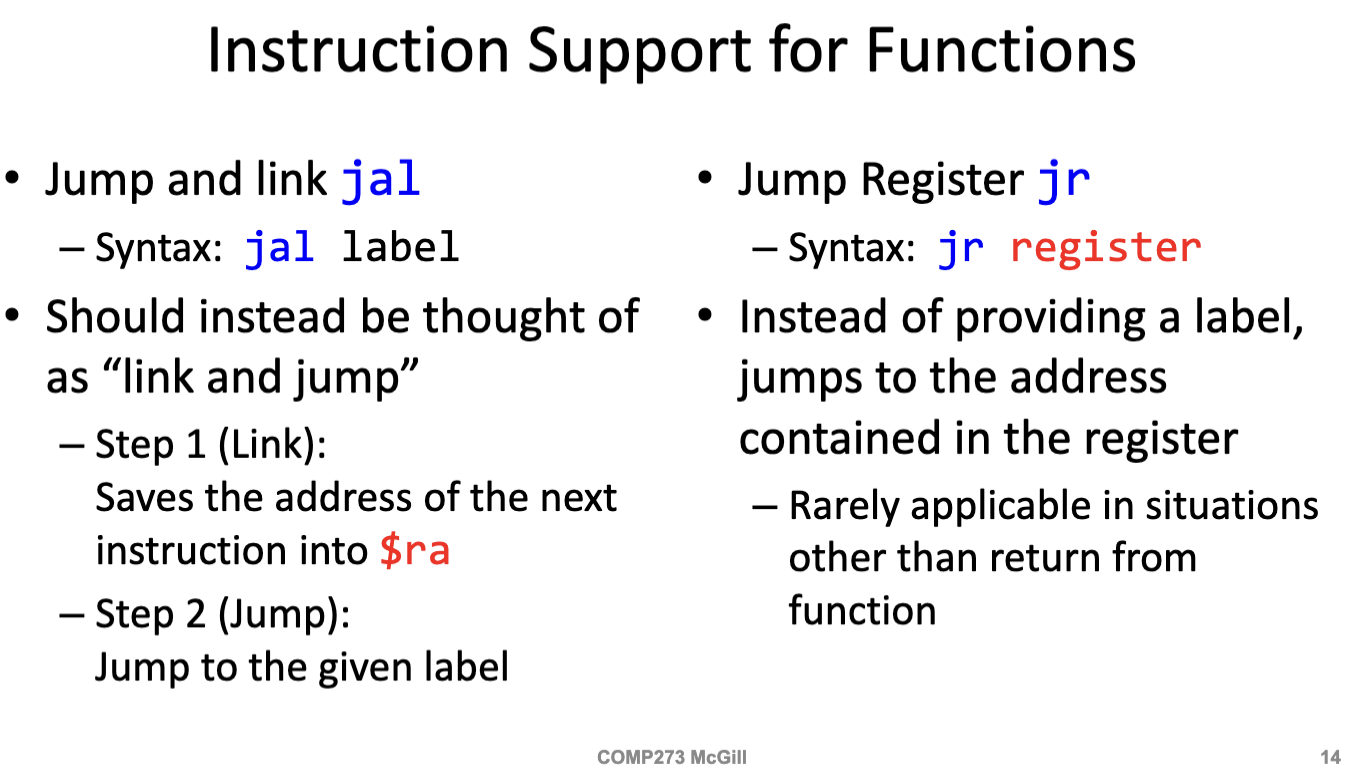 Instruction Support for Functions
• Jump and link jal
– Syntax: jal label
• Should instead be thought of
as “link and jump”
– Step 1 (Link):
Saves the address of the next
instruction into $ra
– Step 2 (Jump):
Jump to the given label
• Jump Register jr
– Syntax: jr register
• Instead of providing a label,
jumps to the address
contained in the register
– Rarely applicable in situations
other than return from
function
COMP273 McGill
14